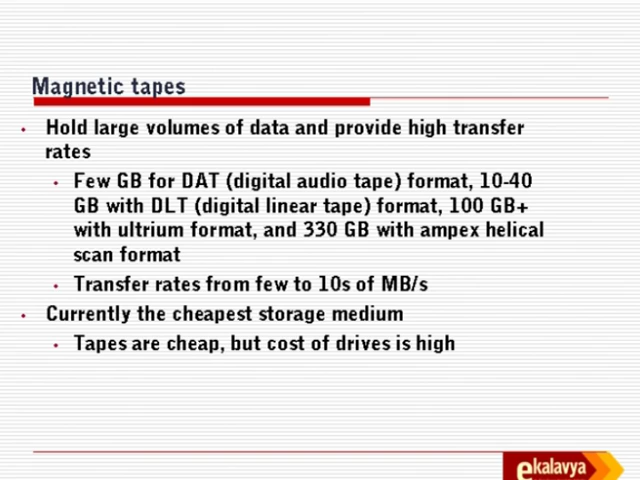 Magnetic tapes
• Hold large volumes of data and provide high transfer
rates
• Few GB for DAT (digital audio tape) format, 10-40
GB with DLT (digital linear tape) format, 100 GB+
with ultrium format, and 330 GB with ampex helical
scan format
• Transfer rates from few to 10s of MB/s
• Currently the cheapest storage medium
• Tapes are cheap, but cost of drives is high
ekalavya